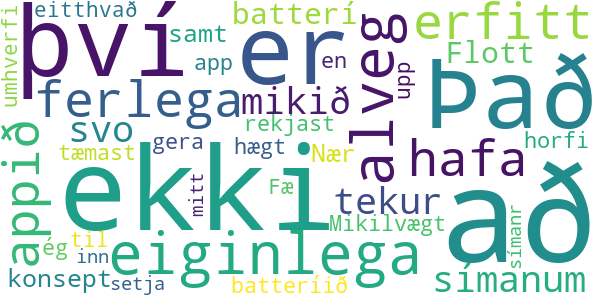 eitthvað
batterí
erfitt
umhverfi
því
samt
er
app
en
alveg
upp
Flott
Það
ferlega
mikið
appið
svo
rekjast
gera
hægt
horfi
tæmast
Nær
hafa
ekki
að
mitt
Fæ
tekur
Mikilvægt
ég
til
eiginlega
símanr
konsept
inn
setja
batteríið
símanum